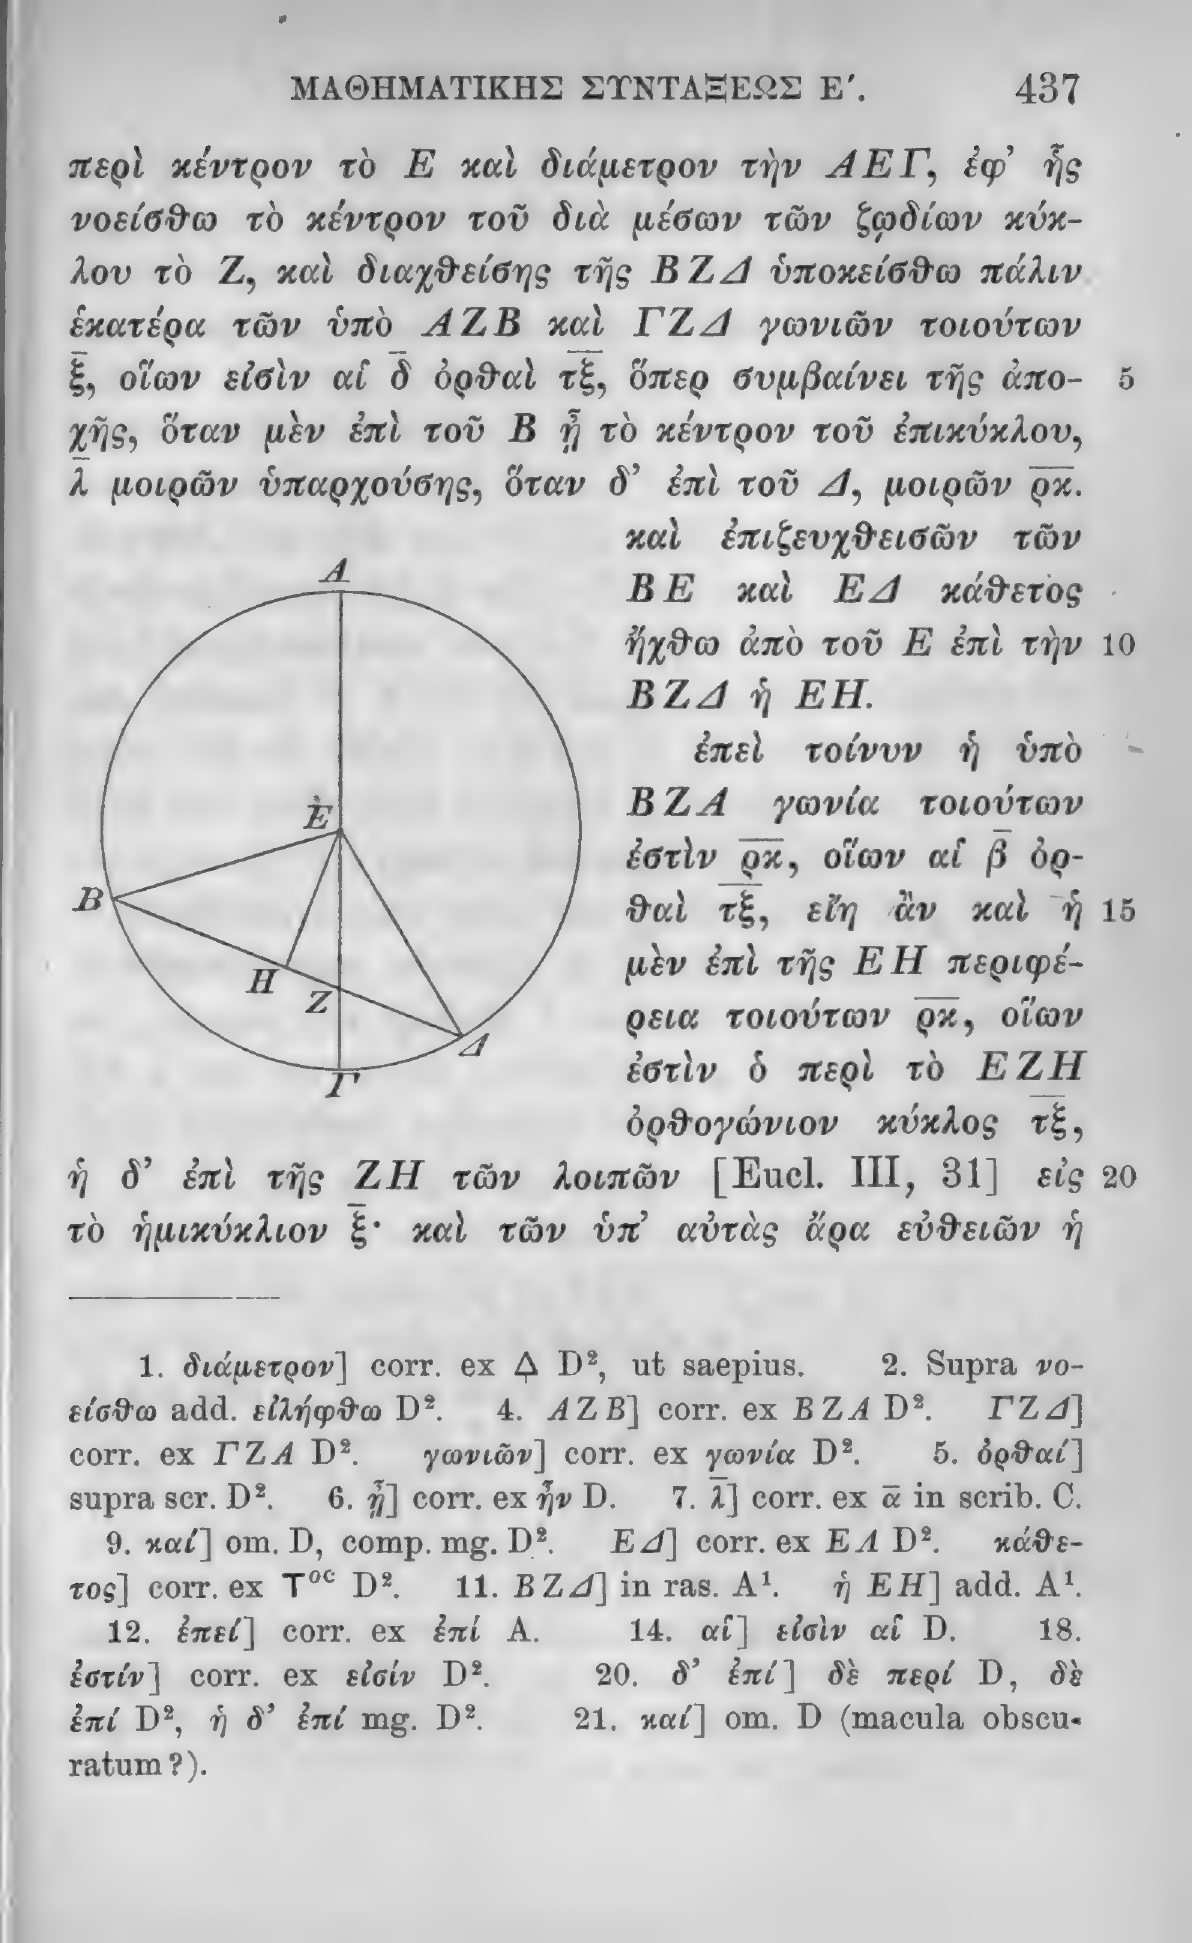 ΜΑΘΗΜΑΤΙΚΗΣ ΣΥΝΤΑΞΕΩΣ Ε′. 437
περὶ κέντρον τὸ Ε καὶ διάμετρον τὴν ΑΕΓ, ἐφ’ ἧς
νοείσθω τὸ κέντρον τοῦ διὰ μέσων τῶν ζῳδίων κύκ-
λου τὸ Ζ, καὶ διαχθείσης τῆς ΒΖΔ ὑποκείσθω πάλιν
ἑκατέρα τῶν ὑπὸ ΑΖΒ καὶ ΓΖΔ γωνιῶν τοιούτων
ξ̅, οἵων εἰσὶν αἱ δ̅ ὀρθαὶ τ̅ξ̅, ὅπερ συμβαίνει τῆς ἀπο- 5
χῆς, ὅταν μὲν ἐπὶ τοῦ Β ᾖ τὸ κέντρον τοῦ ἐπικύκλου,
λ̅ μοιρῶν ὑπαρχούσης, ὅταν δ’ ἐπὶ τοῦ Δ, μοιρῶν ρ̅κ̅.
καὶ ἐπιζευχθεισῶν τῶν
ΒΕ καὶ ΕΔ κάθετος
ἤχθω ἀπὸ τοῦ Ε ἐπὶ τὴν 10
ΒΖΔ ἡ ΕΗ.
ἐπεὶ τοίνυν ἡ ὑπὸ
ΒΖΑ γωνία τοιούτων
ἐστὶν ρ̅κ̅, οἵων αἱ β̅ ὀρ-
θαὶ τ̅ξ̅, εἴη ἂν καὶ ἡ 15
μὲν ἐπὶ τῆς ΕΗ περιφέ-
ρεια τοιούτων ρ̅κ̅, οἵων
ἐστὶν ὁ περὶ τὸ ΕΖΗ
ὀρθογώνιον κύκλος τ̅ξ̅,
Α
Ε
Β
Η
Ζ
Δ
Γ
ἡ δ’ ἐπὶ τῆς ΖΗ τῶν λοιπῶν [Eucl. III, 31] εἰς 20
τὸ ἡμικύκλιον ξ̅· καὶ τῶν ὑπ’ αὐτὰς ἄρα εὐθειῶν ἡ
1. διάμετρον] corr. ex Δ D², ut saepius. 2. Supra νο-
είσθω add. εἰλήφθω D². 4. ΑΖΒ] corr. ex ΒΖΑ D². ΓΖΔ]
corr. ex ΓΖΑ D². γωνιῶν] corr. ex γωνία D². 5. ὀρθαί]
supra scr. D². 6. ᾖ] corr. ex ἦν D. 7. λ̅] corr. ex α̅ in scrib. C.
9. καί] om. D, comp. mg. D². ΕΔ] corr. ex ΕΛ D². κάθε-
τος] corr. ex Τᵒᶜ D². 11. ΒΖΔ] in ras. A¹. ἡ ΕΗ] add. A¹.
12. ἐπεί] corr. ex ἐπί A. 14. αἱ] εἰσὶν αἱ D. 18.
ἐστίν] corr. ex εἰσίν D². 20. δ’ ἐπί] δὲ περί D, δὲ
ἐπί D², ἡ δ’ ἐπί mg. D². 21. καί] om. D (macula obscu-
ratum?).